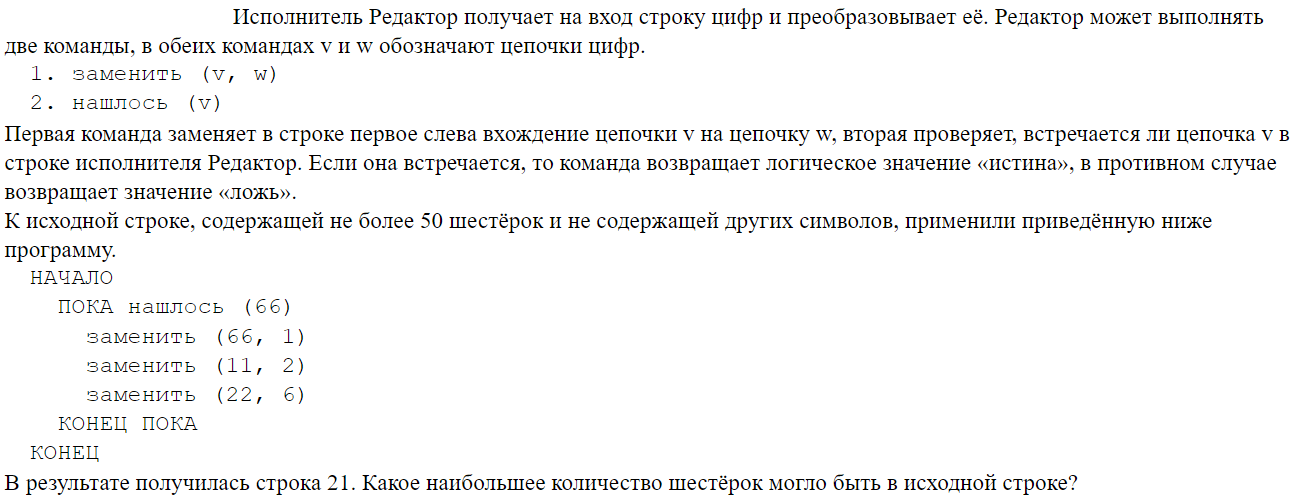 Исполнитель Редактор получает на вход строку цифр и преобразовывает её. Редактор может выполнять
две команды, в обеих командах v и w обозначают цепочки цифр.
1. заменить (v, w)
2. нашлось (v)
Первая команда заменяет в строке первое слева вхождение цепочки v на цепочку w, вторая проверяет, встречается ли цепочка v в
строке исполнителя Редактор. Если она встречается, то команда возвращает логическое значение «истина», в противном случае
возвращает значение «ложь».
К исходной строке, содержащей не более 50 шестёрок и не содержащей других символов, применили приведённую ниже
программу.
НАЧАЛО
ПОКА нашлось (66)
заменить (66, 1)
заменить (11, 2)
заменить (22, 6)
КОНЕЦ ПОКА
КОНЕЦ
В результате получилась строка 21. Какое наибольшее количество шестёрок могло быть в исходной строке?